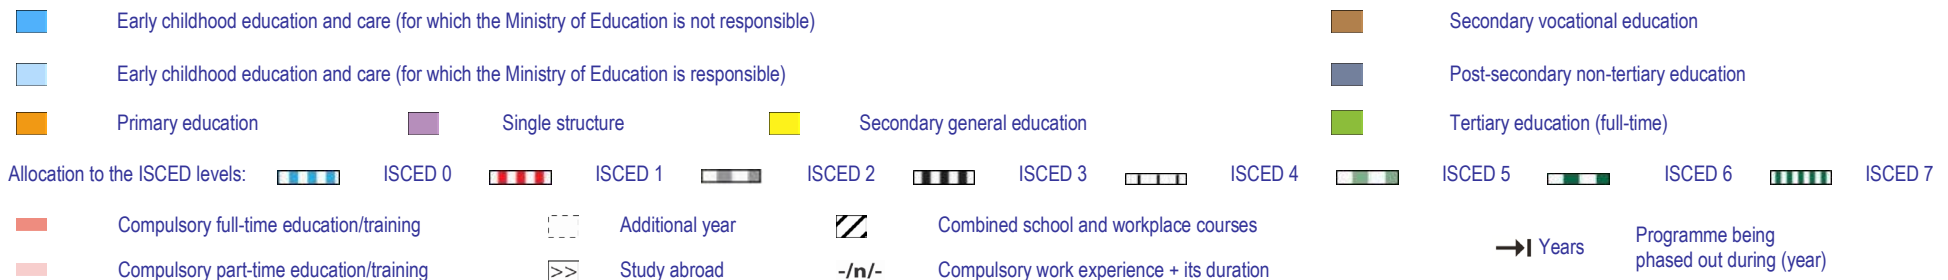 Early childhood education and care (for which the Ministry of Education is not responsible)
Secondary vocational education
Early childhood education and care (for which the Ministry of Education is responsible)
Post-secondary non-tertiary education
Primary education
Single structure
Secondary general education
Tertiary education (full-time)
Allocation to the ISCED levels:
ISCED 0
ISCED 1
ISCED 2
ISCED 3
ISCED 4
ISCED 5
ISCED 6
ISCED 7
Compulsory full-time education/training
Additional year
Combined school and workplace courses
Years
Programme being
phased out during (year)
Compulsory part-time education/training
>>
Study abroad
-/n/-
Compulsory work experience + its duration